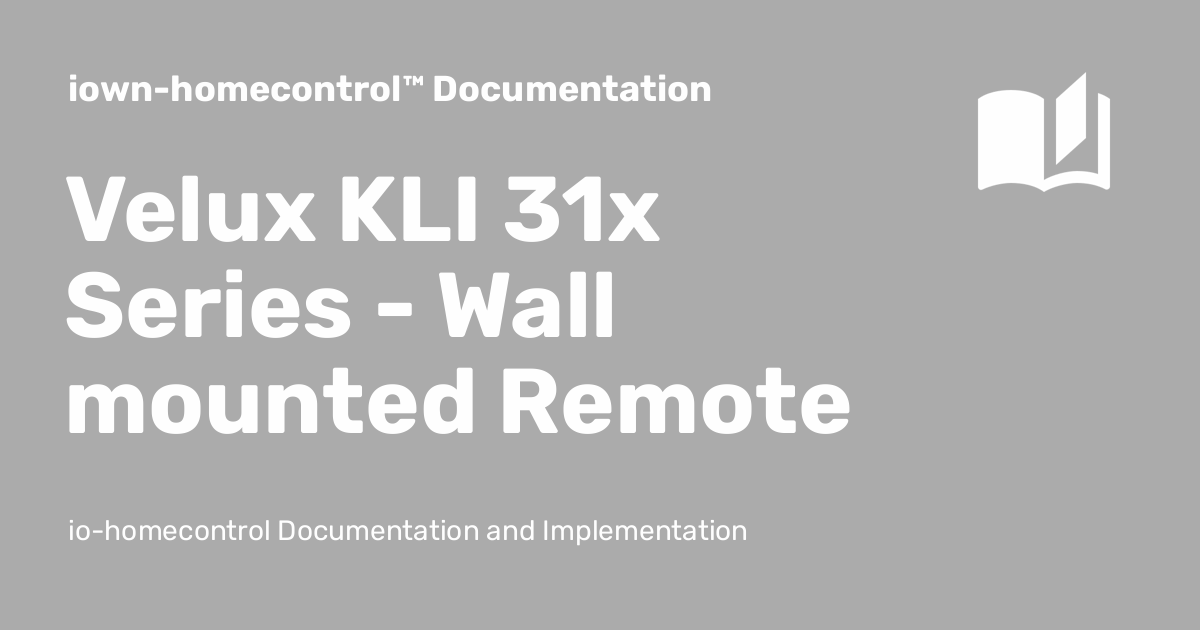 iown-homecontrol™ Documentation
Velux KLI 31x
Series - Wall
mounted Remote
io-homecontrol Documentation and Implementation